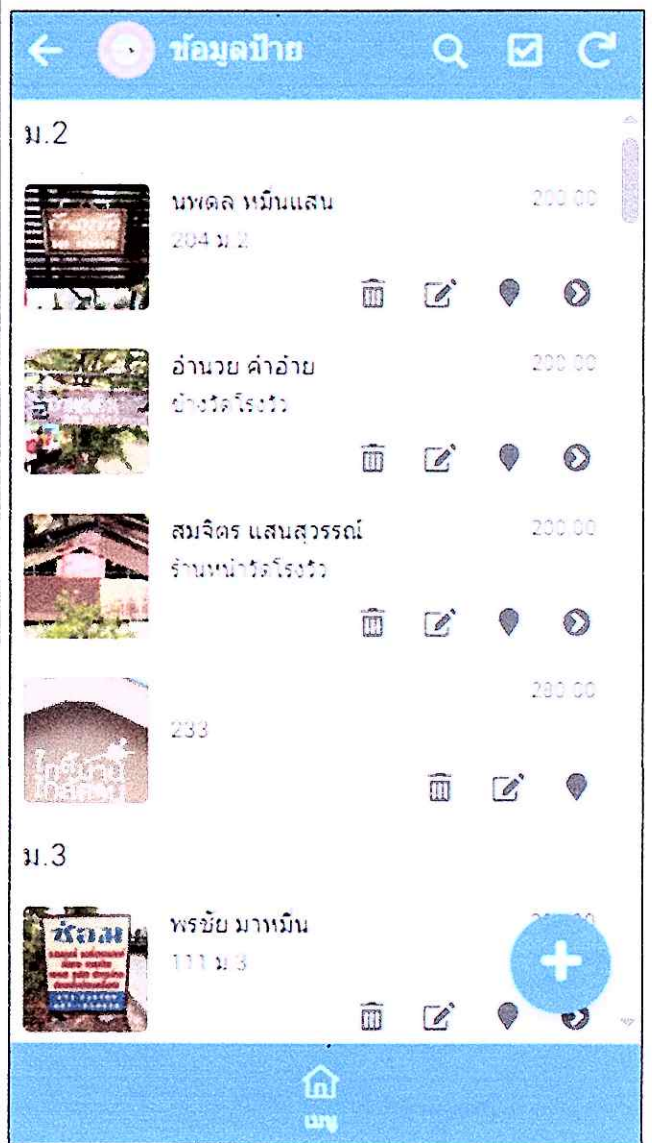 ข้อมูลป้าย
ม.2
นพดล หมื่นแสน
200.00
204 ม.2
อำนวย คำอ้าย
200.00
ข้างวัดโรงวัว
สมจิตร แสนสุวรรณ์
200.00
ร้านหน้าวัดโรงวัว
280.00
233
ม.3
พรชัย มาหมื่น
111 ม.3
ซ่อม
เมนู